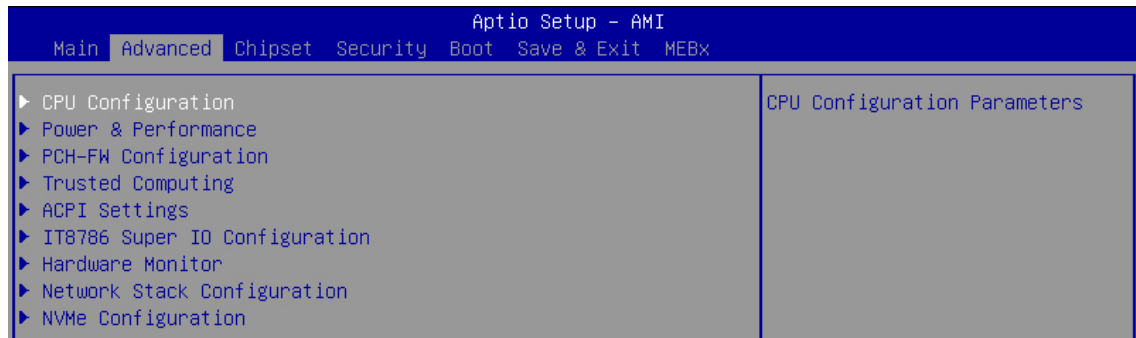 Aptio Setup – AMI
Main Advanced Chipset Security Boot Save & Exit MEBx
CPU Configuration
Power & Performance
PCH-FW Configuration
Trusted Computing
ACPI Settings
IT8786 Super IO Configuration
Hardware Monitor
Network Stack Configuration
NVMe Configuration
CPU Configuration Parameters